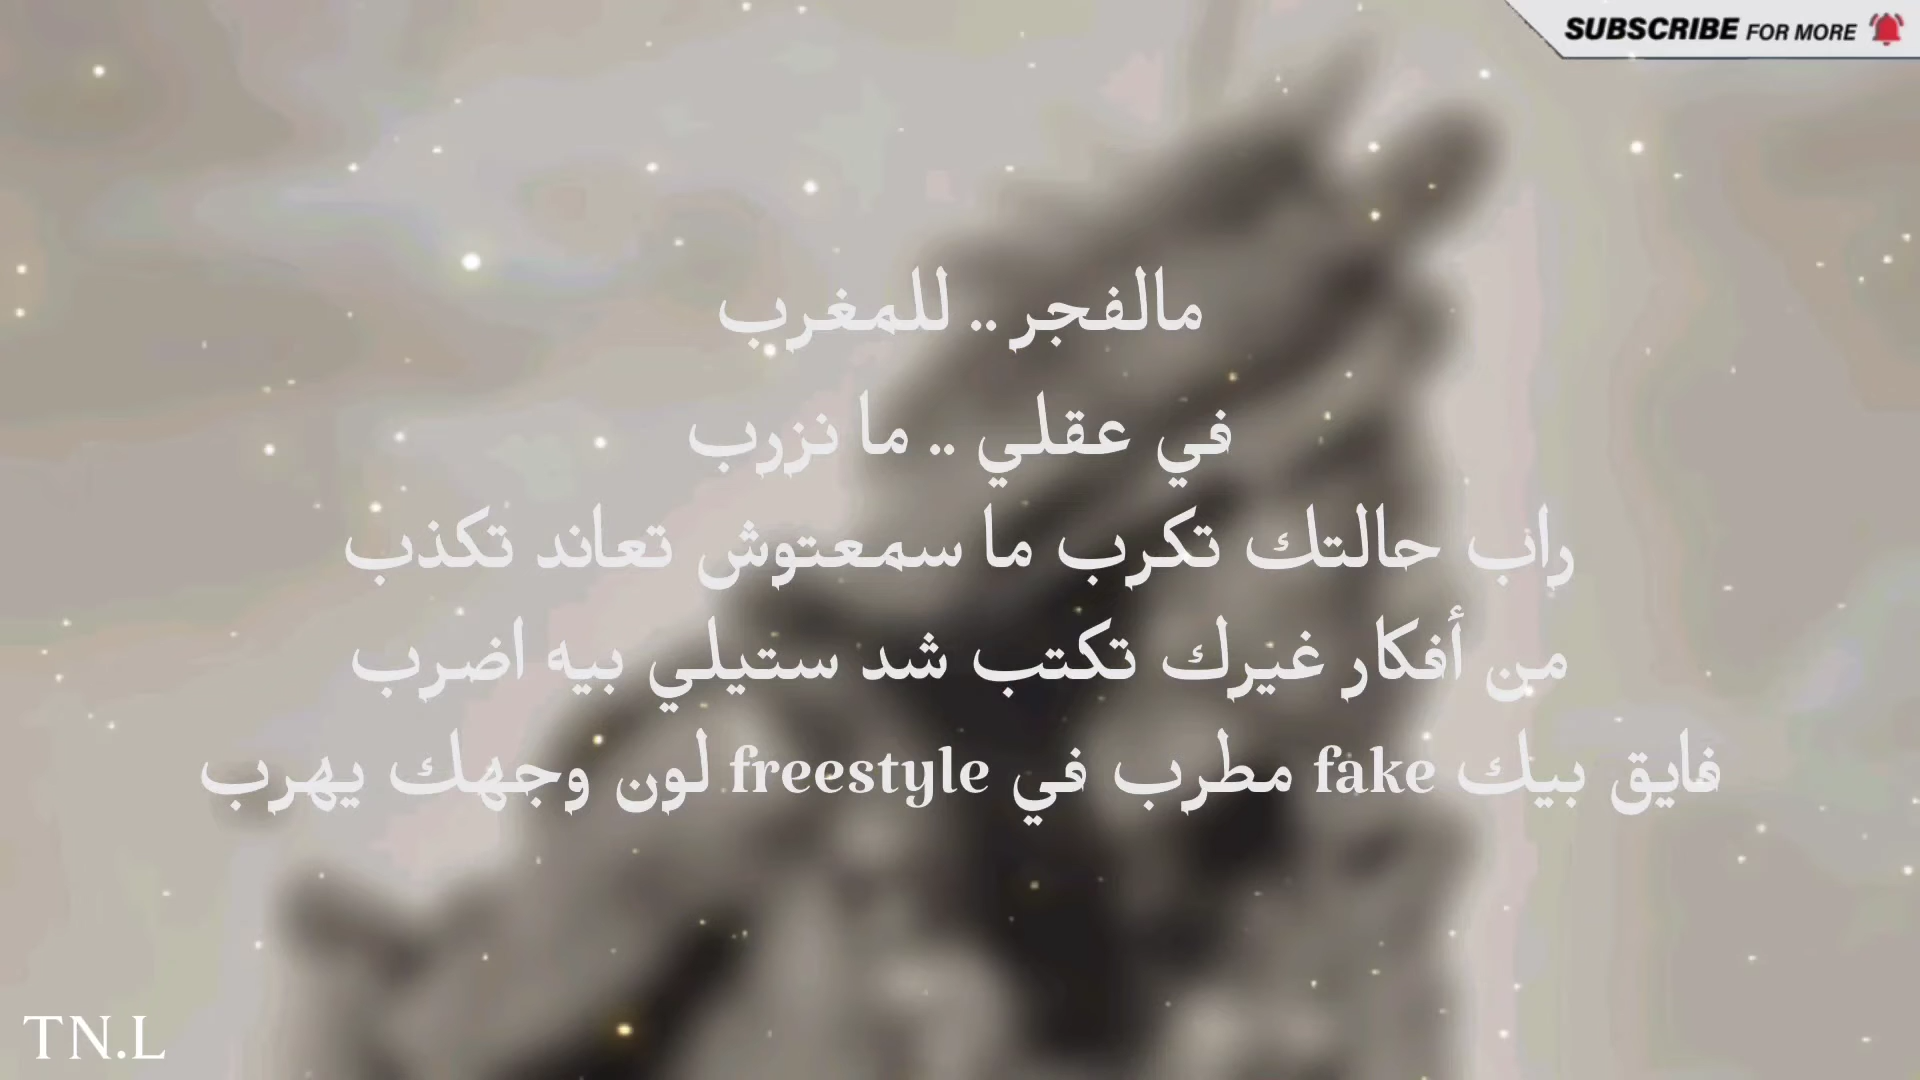 SUBSCRIBE FOR MORE
مالفجر .. للمغرب
في عقلي .. ما نزرب
راب حالتك تكرب ما سمعتوش تعاند تكذب
من أفكار غيرك تكتب شد ستيلي بيه اضرب
فايق بيك fake مطرب في freestyle لون وجهك يهرب
TN.L